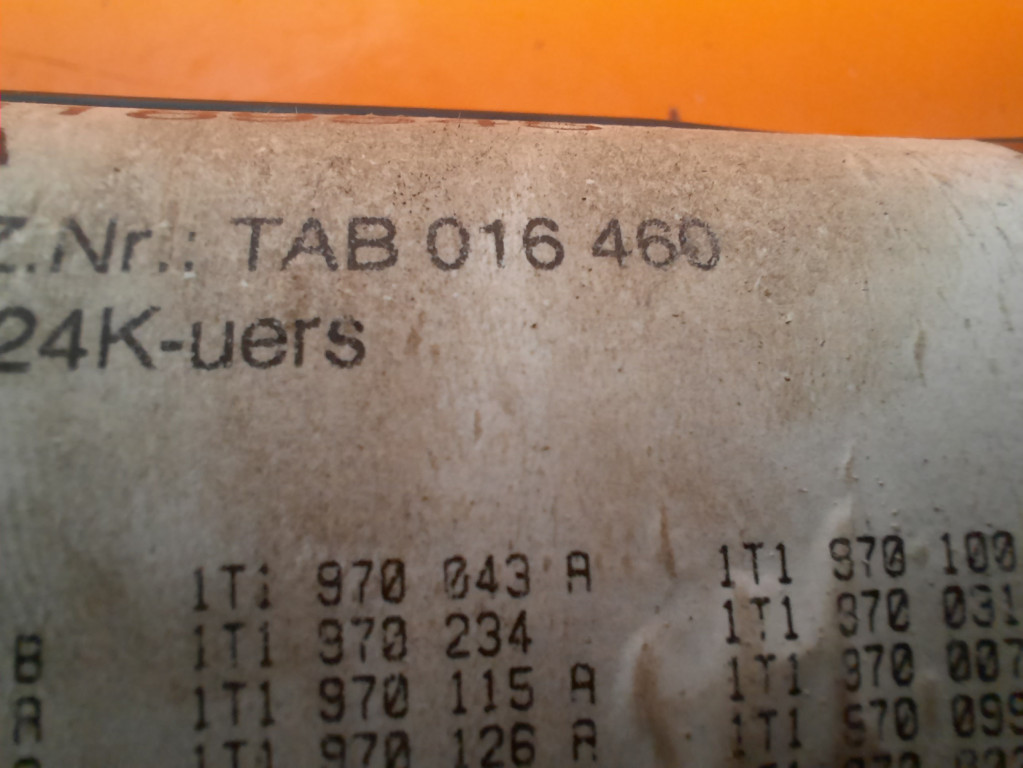 Z.Nr.: TAB 016 460
24K-uers
1T1 970 043 A 1T1 970 100
B 1T1 970 234 1T1 970 031
A 1T1 970 115 A 1T1 970 007
1T1 970 126 A 1T1 970 099